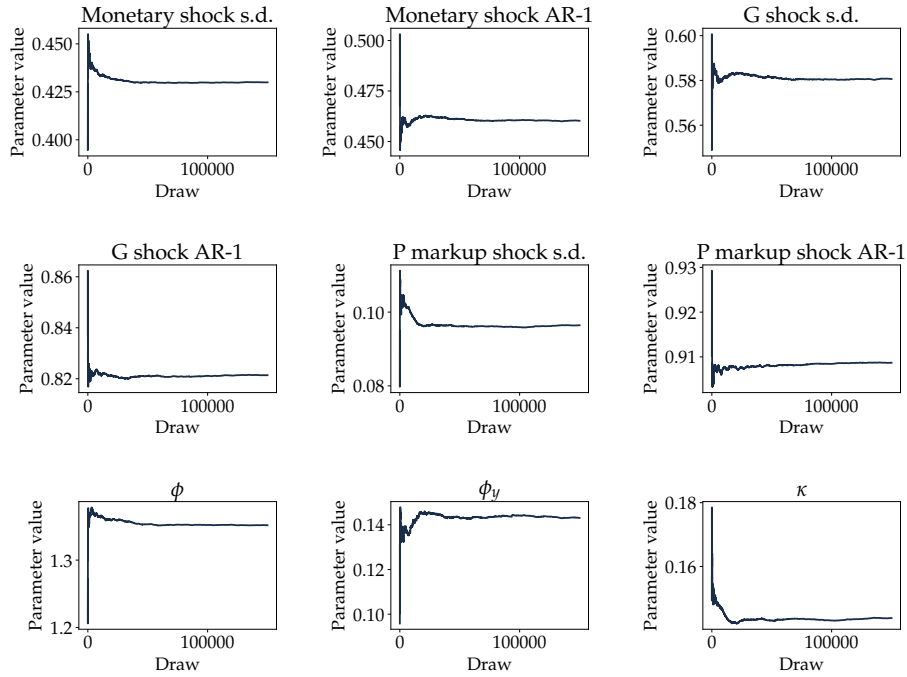 Monetary shock s.d.
Parameter value
0.450
0.425
0.400
0
100000
Draw
Monetary shock AR-1
Parameter value
0.500
0.475
0.450
0
100000
Draw
G shock s.d.
Parameter value
0.60
0.58
0.56
0
100000
Draw
G shock AR-1
Parameter value
0.86
0.84
0.82
0
100000
Draw
P markup shock s.d.
Parameter value
0.10
0.08
0
100000
Draw
P markup shock AR-1
Parameter value
0.93
0.92
0.91
0
100000
Draw
ϕ
Parameter value
1.3
1.2
0
100000
Draw
ϕy
Parameter value
0.14
0.12
0.10
0
100000
Draw
κ
Parameter value
0.18
0.16
0
100000
Draw